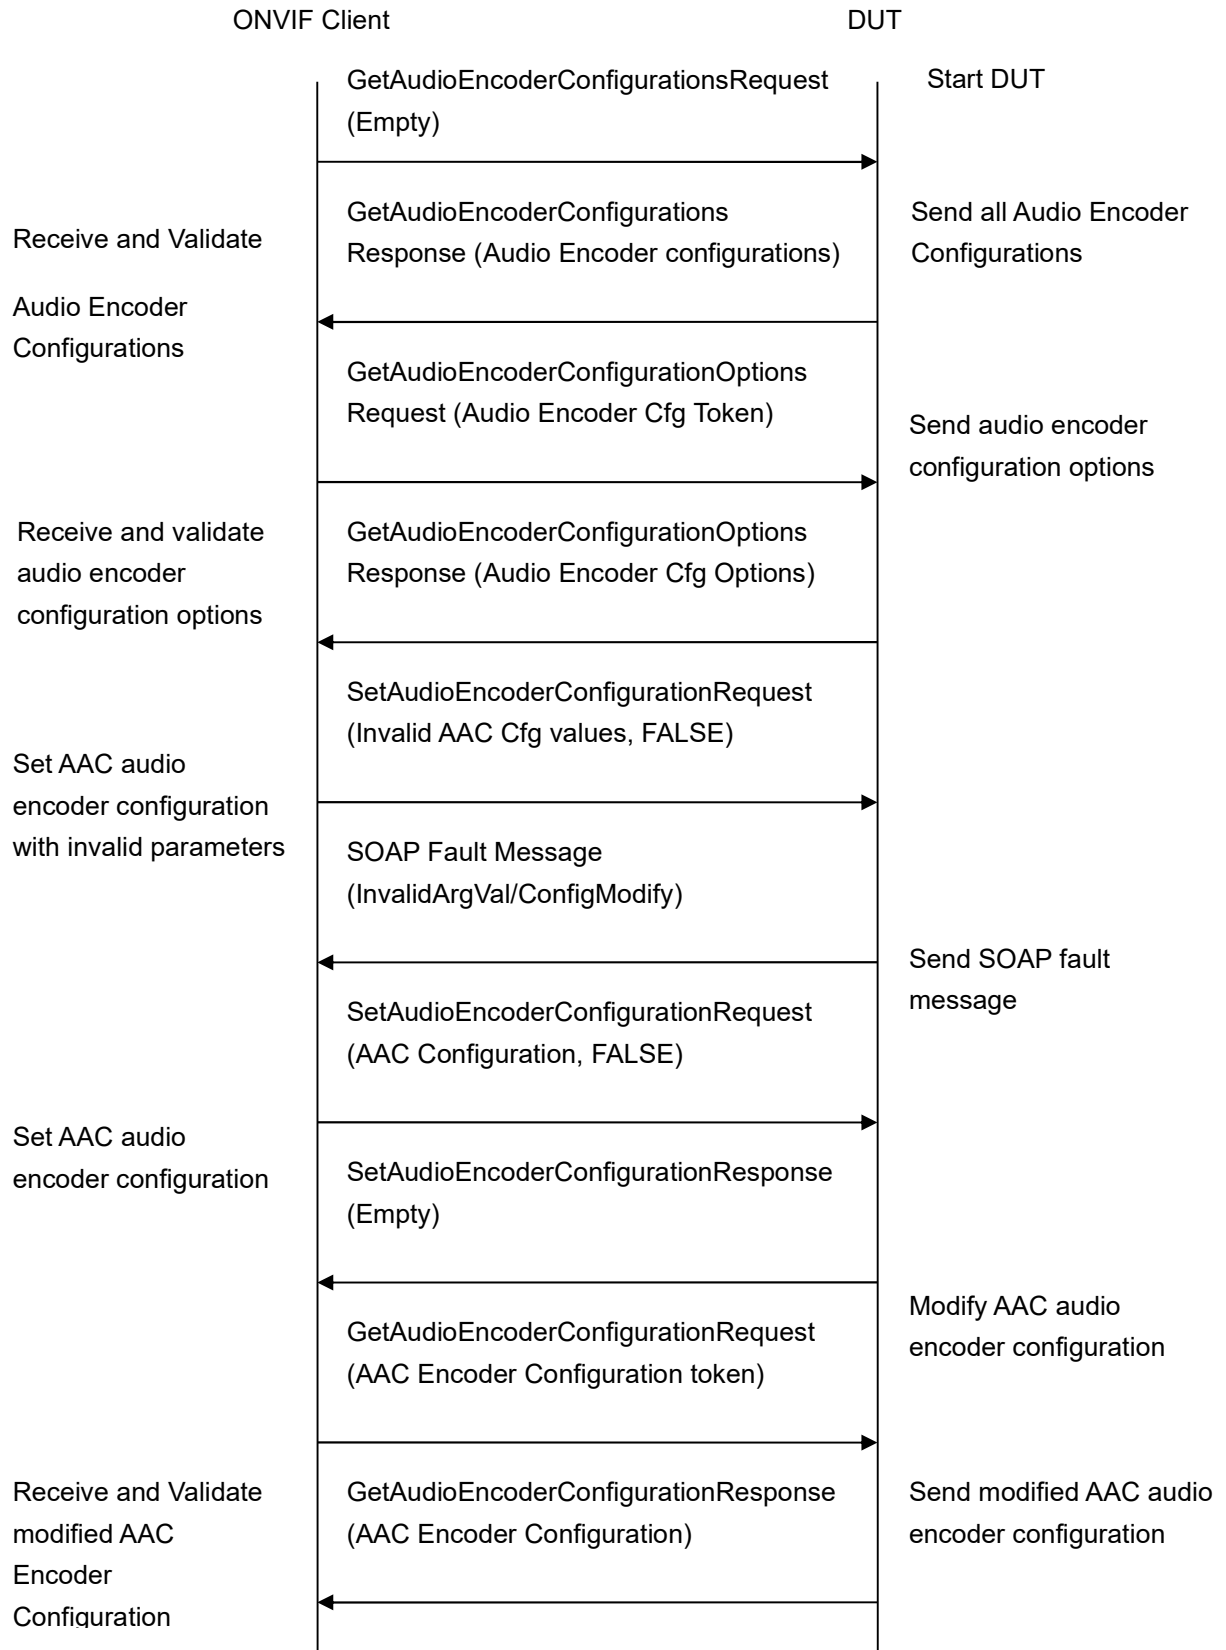 ONVIF Client
DUT
GetAudioEncoderConfigurationsRequest
(Empty)
Start DUT
GetAudioEncoderConfigurations
Response (Audio Encoder configurations)
Send all Audio Encoder
Configurations
Receive and Validate
Audio Encoder
Configurations
GetAudioEncoderConfigurationOptions
Request (Audio Encoder Cfg Token)
Send audio encoder
configuration options
Receive and validate
audio encoder
configuration options
GetAudioEncoderConfigurationOptions
Response (Audio Encoder Cfg Options)
SetAudioEncoderConfigurationRequest
(Invalid AAC Cfg values, FALSE)
Set AAC audio
encoder configuration
with invalid parameters
SOAP Fault Message
(InvalidArgVal/ConfigModify)
Send SOAP fault
message
SetAudioEncoderConfigurationRequest
(AAC Configuration, FALSE)
Set AAC audio
encoder configuration
SetAudioEncoderConfigurationResponse
(Empty)
Modify AAC audio
encoder configuration
GetAudioEncoderConfigurationRequest
(AAC Encoder Configuration token)
Receive and Validate
modified AAC
Encoder
Configuration
GetAudioEncoderConfigurationResponse
(AAC Encoder Configuration)
Send modified AAC audio
encoder configuration